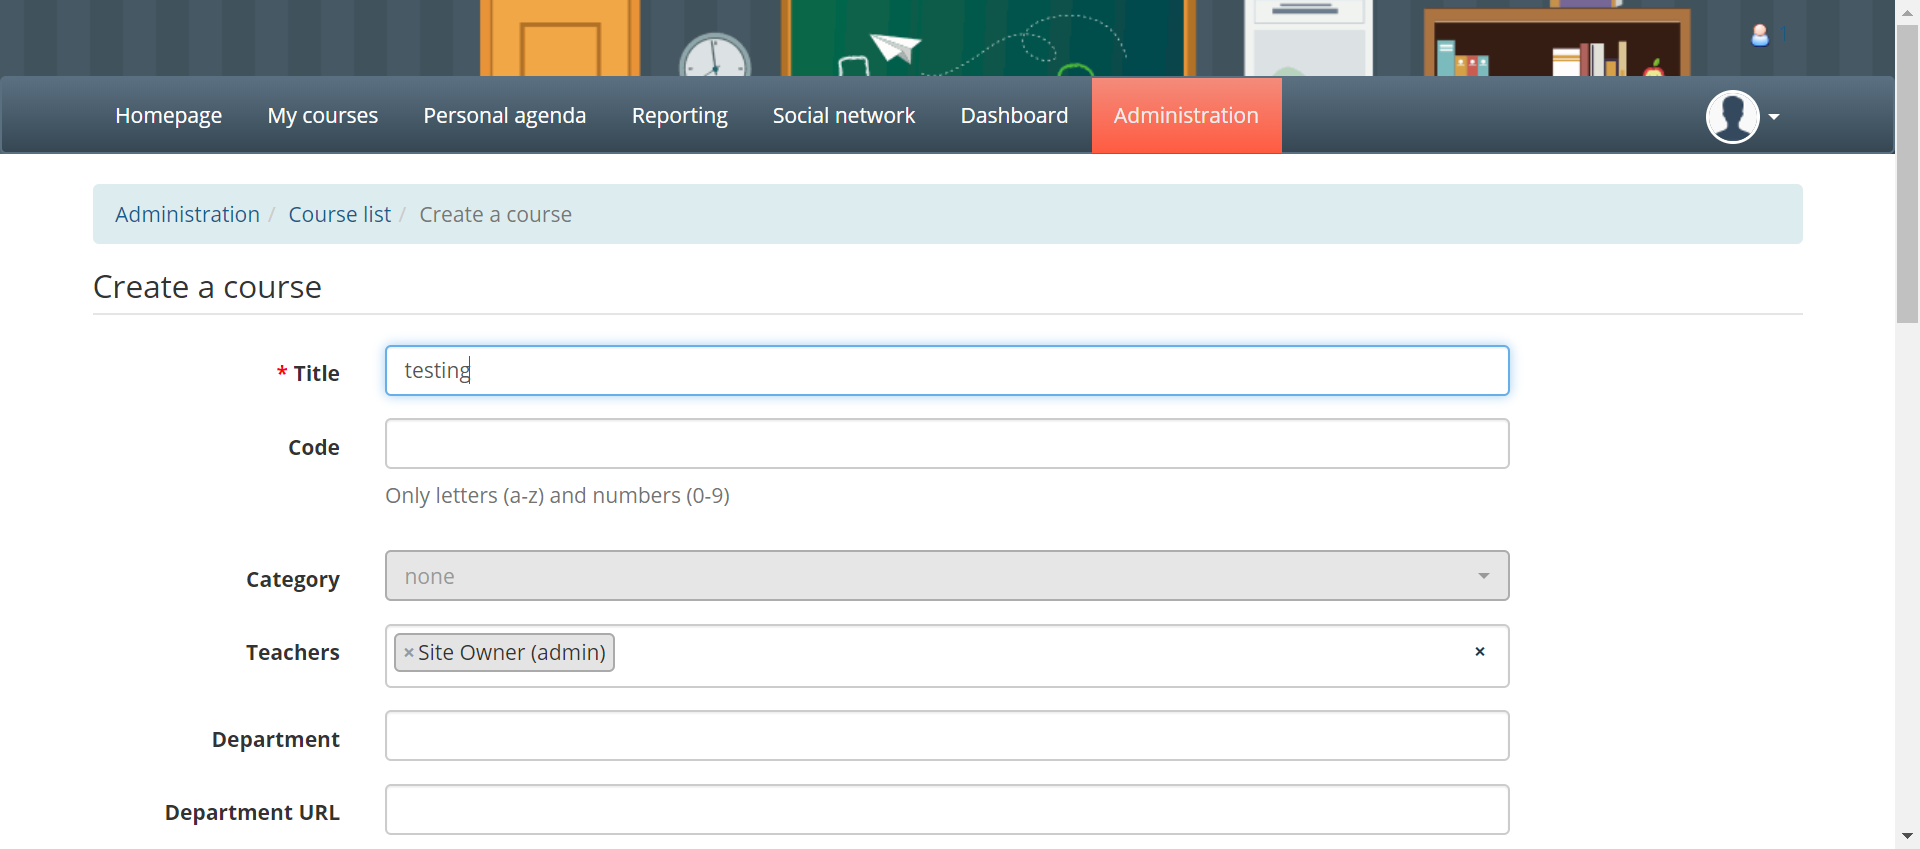 1
Homepage My courses Personal agenda Reporting Social network Dashboard Administration
Administration / Course list / Create a course
Create a course
* Title testing
Code
Only letters (a-z) and numbers (0-9)
Category none
Teachers × Site Owner (admin) ×
Department
Department URL